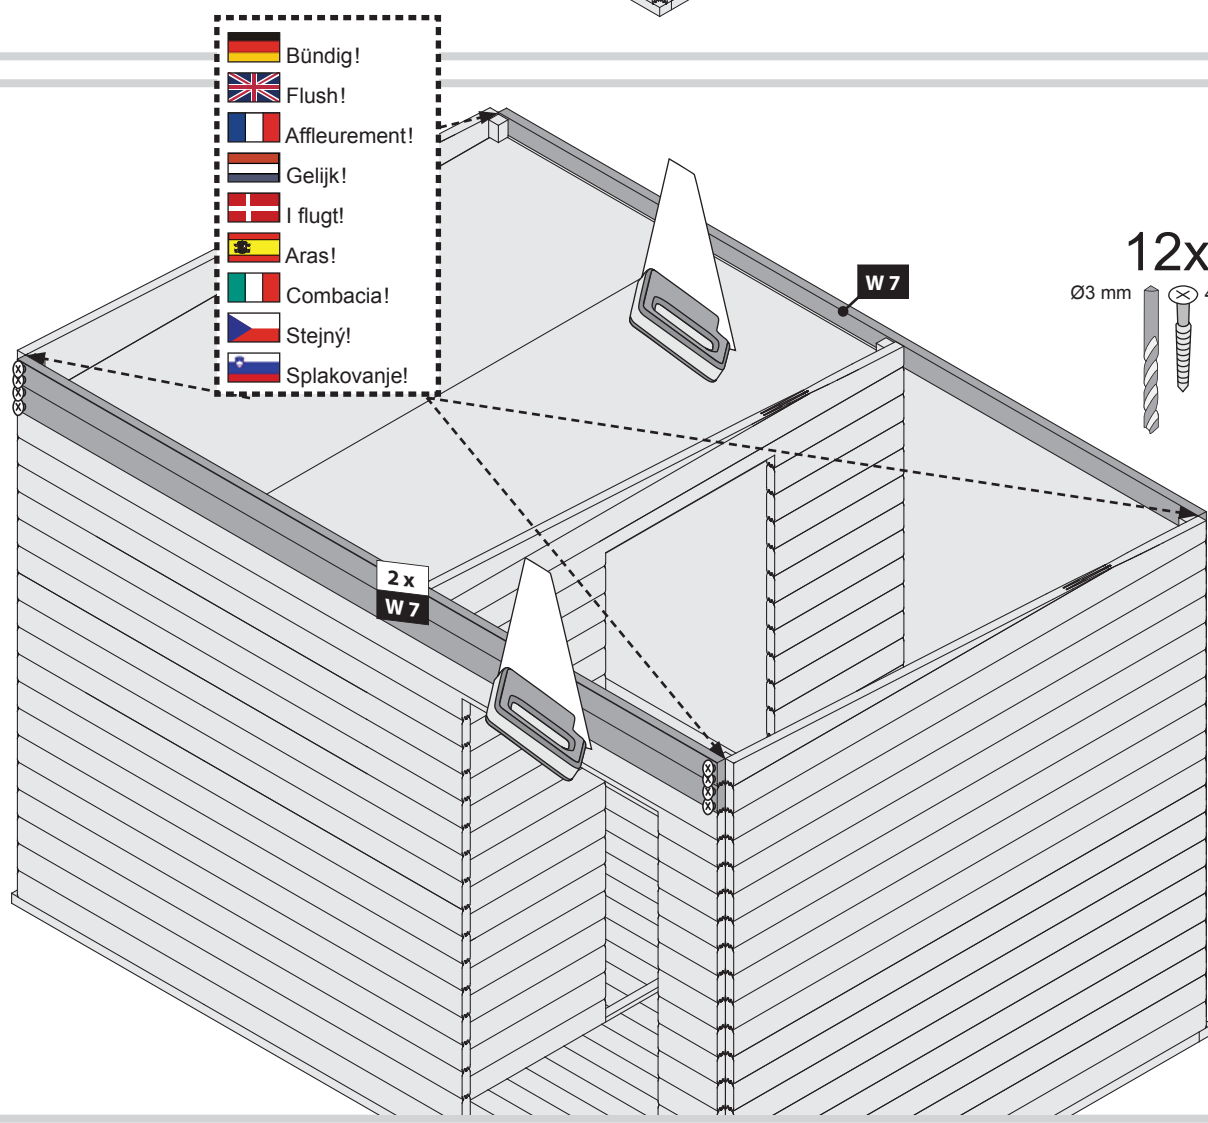 Bündig!
Flush!
Affleurement!
Gelijk!
I flugt!
Aras!
Combacia!
Stejný!
Splakovanje!
W 7
12x
Ø3 mm
2 x
W 7